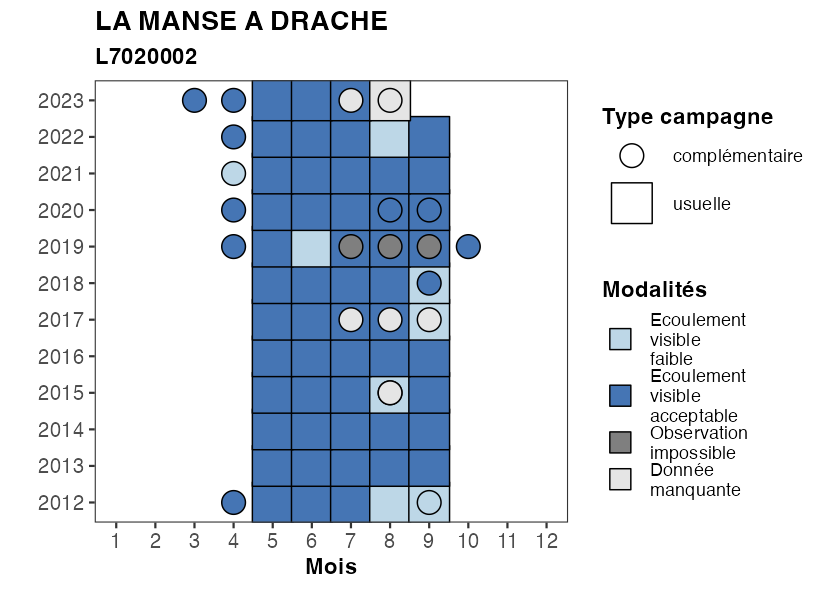 LA MANSE A DRACHE
L7020002
2023
2022
2021
2020
2019
2018
2017
2016
2015
2014
2013
2012
1 2 3 4 5 6 7 8 9 10 11 12
Mois
Type campagne
complémentaire
usuelle
Modalités
Ecoulement
visible
faible
Ecoulement
visible
acceptable
Observation
impossible
Donnée
manquante